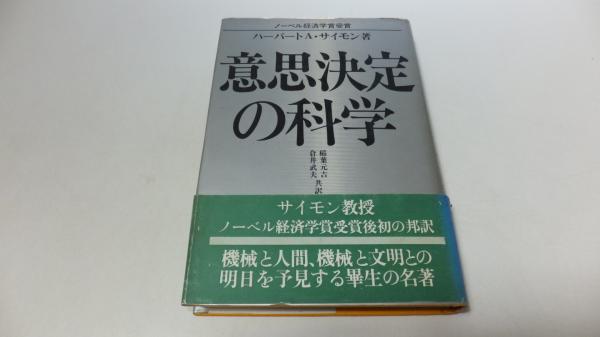 ノーベル経済学賞受賞
ハーバートA・サイモン著
意思決定
の科学
稲葉元吉
倉井武夫 共訳
サイモン教授
ノーベル経済学賞受賞後初の邦訳
機械と人間、機械と文明との
明日を予見する畢生の名著